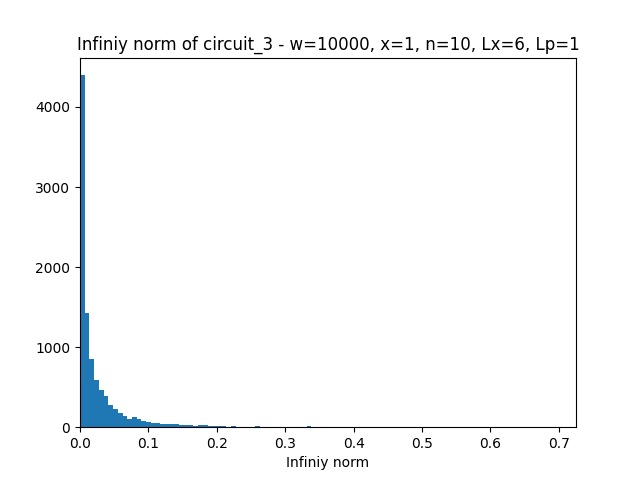 Infiniy norm of circuit_3 - w=10000, x=1, n=10, Lx=6, Lp=1
4000
3000
2000
1000
0
0.0 0.1 0.2 0.3 0.4 0.5 0.6 0.7
Infiniy norm